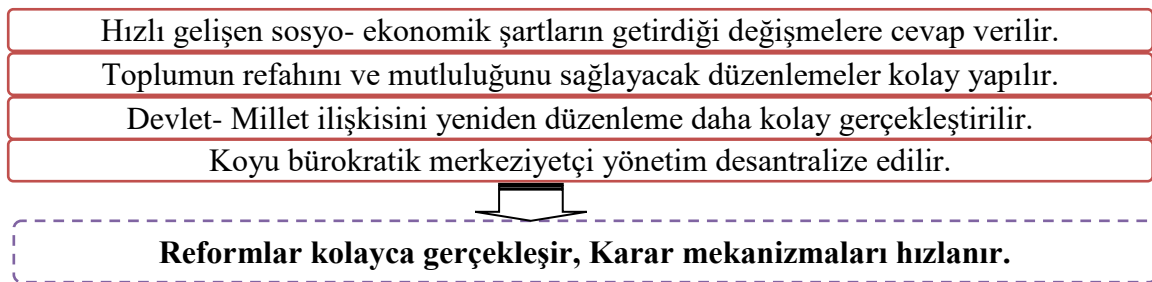 Hızlı gelişen sosyo- ekonomik şartların getirdiği değişmelere cevap verilir.
Toplumun refahını ve mutluluğunu sağlayacak düzenlemeler kolay yapılır.
Devlet- Millet ilişkisini yeniden düzenleme daha kolay gerçekleştirilir.
Koyu bürokratik merkeziyetçi yönetim desantralize edilir.
Reformlar kolayca gerçekleşir, Karar mekanizmaları hızlanır.